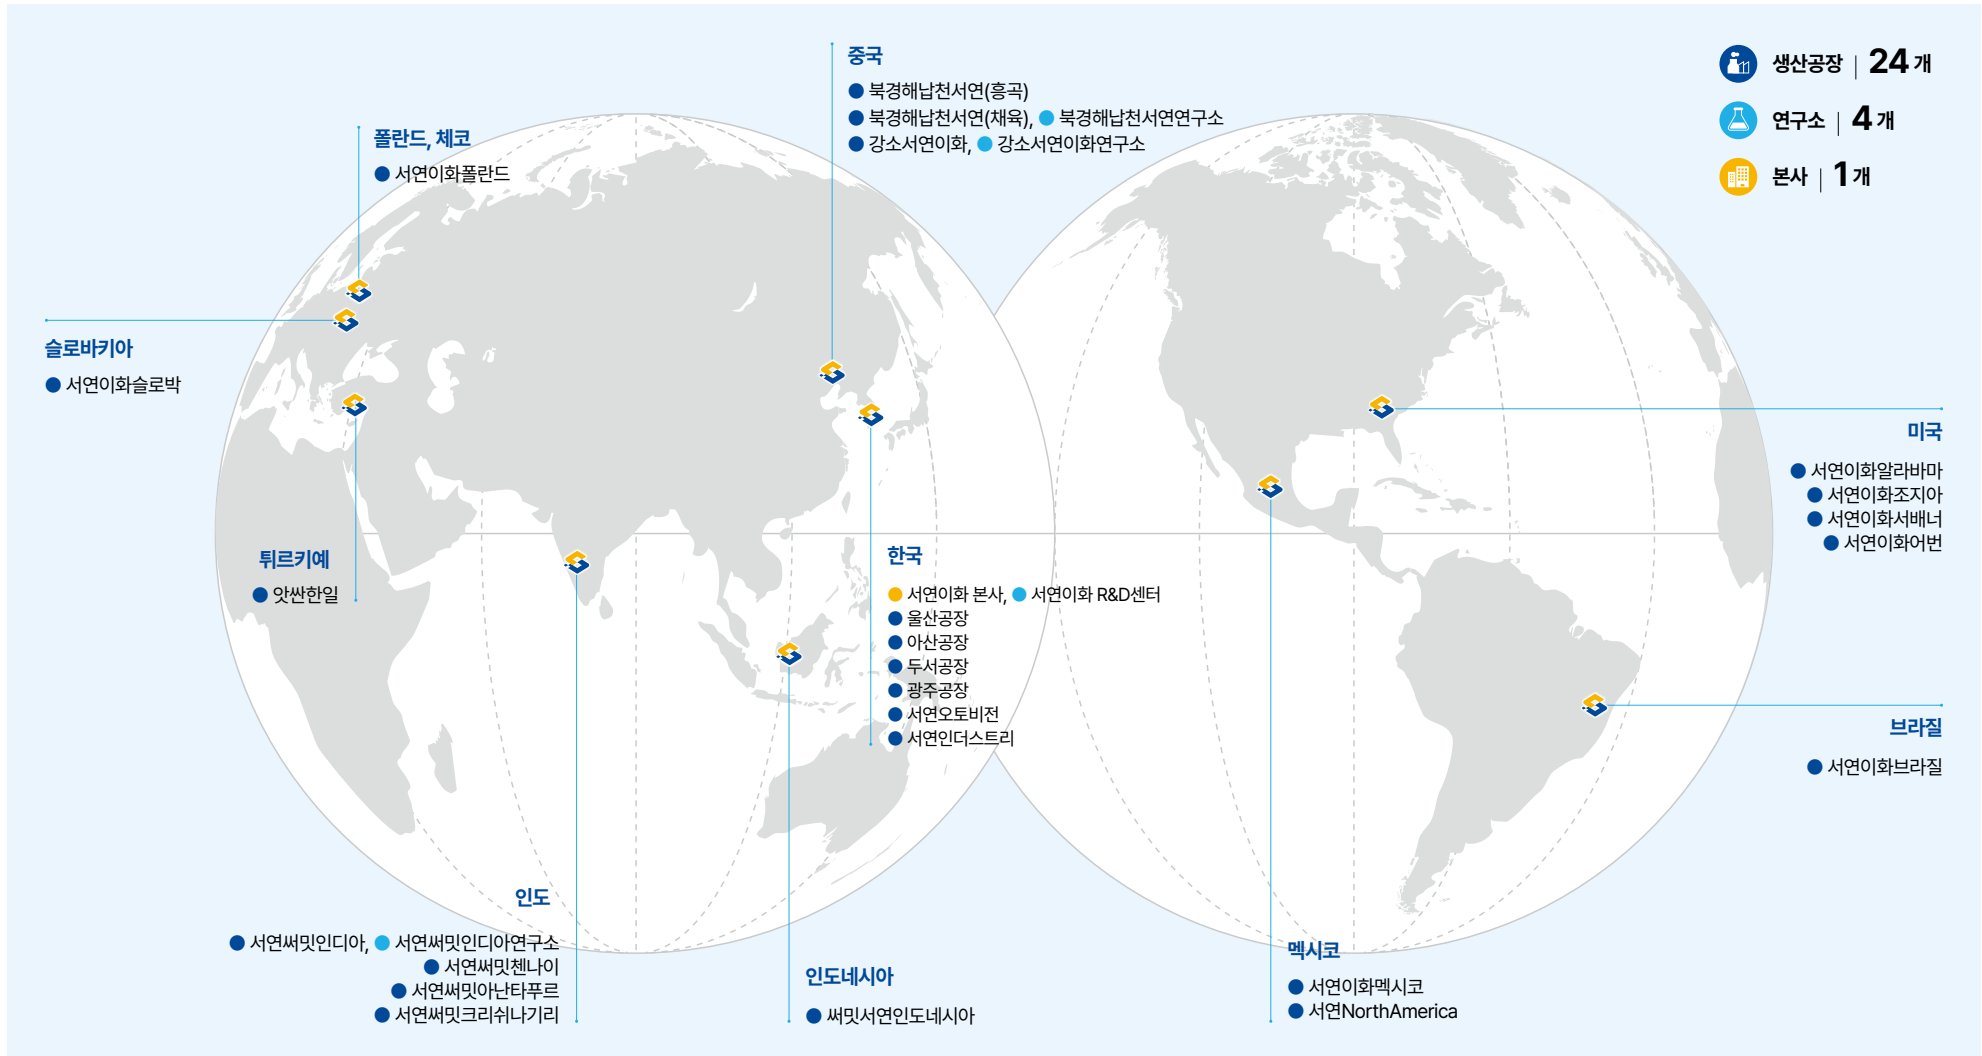 생산공장 | 24 개
연구소 | 4 개
본사 | 1 개
중국
북경해납천서연(흥곡)
북경해납천서연(채육), 북경해납천서연연구소
강소서연이화, 강소서연이화연구소
폴란드, 체코
서연이화폴란드
슬로바키아
서연이화슬로박
튀르키예
앗싼한일
한국
서연이화 본사, 서연이화 R&D센터
울산공장
아산공장
두서공장
광주공장
서연오토비전
서연인더스트리
미국
서연이화알라바마
서연이화조지아
서연이화서배너
서연이화어번
브라질
서연이화브라질
인도
서연써밋인디아, 서연써밋인디아연구소
서연써밋첸나이
서연써밋아난타푸르
서연써밋크리쉬나기리
인도네시아
써밋서연인도네시아
멕시코
서연이화멕시코
서연NorthAmerica